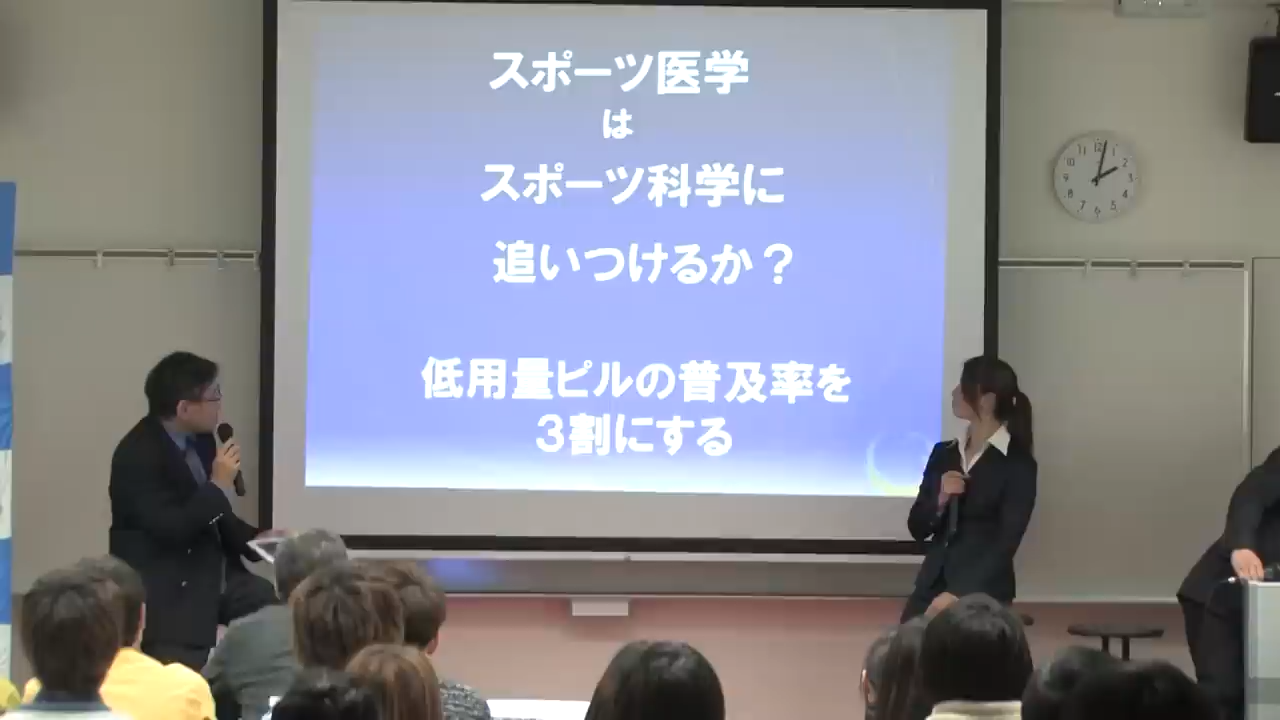 スポーツ医学
は
スポーツ科学に
追いつけるか？
低用量ピルの普及率を
３割にする